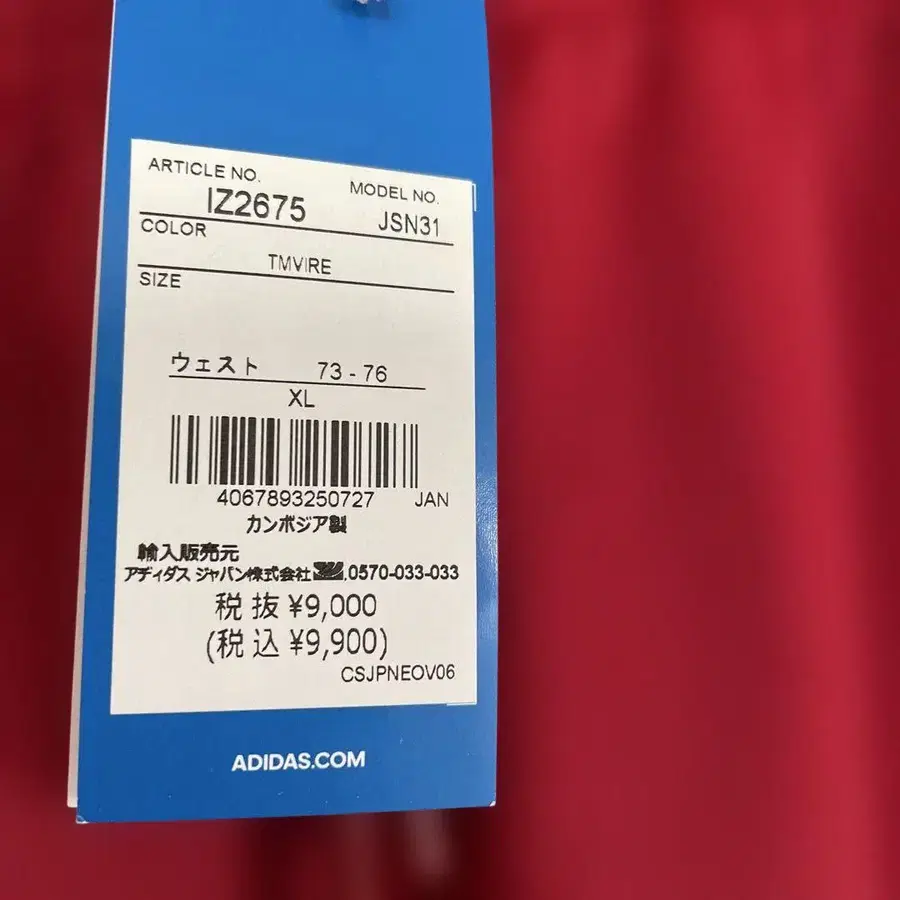 ARTICLE NO.
MODEL NO.
IZ2675
JSN31
COLOR
TMVIRE
SIZE
ウェスト 73 - 76
XL
4067893250727 JAN
カンボジア製
輸入販売元
アディダス ジャパン株式会社 .0570-033-033
税抜 ¥9,000
(税込 ¥9,900)
CSJPNEOV06
ADIDAS.COM